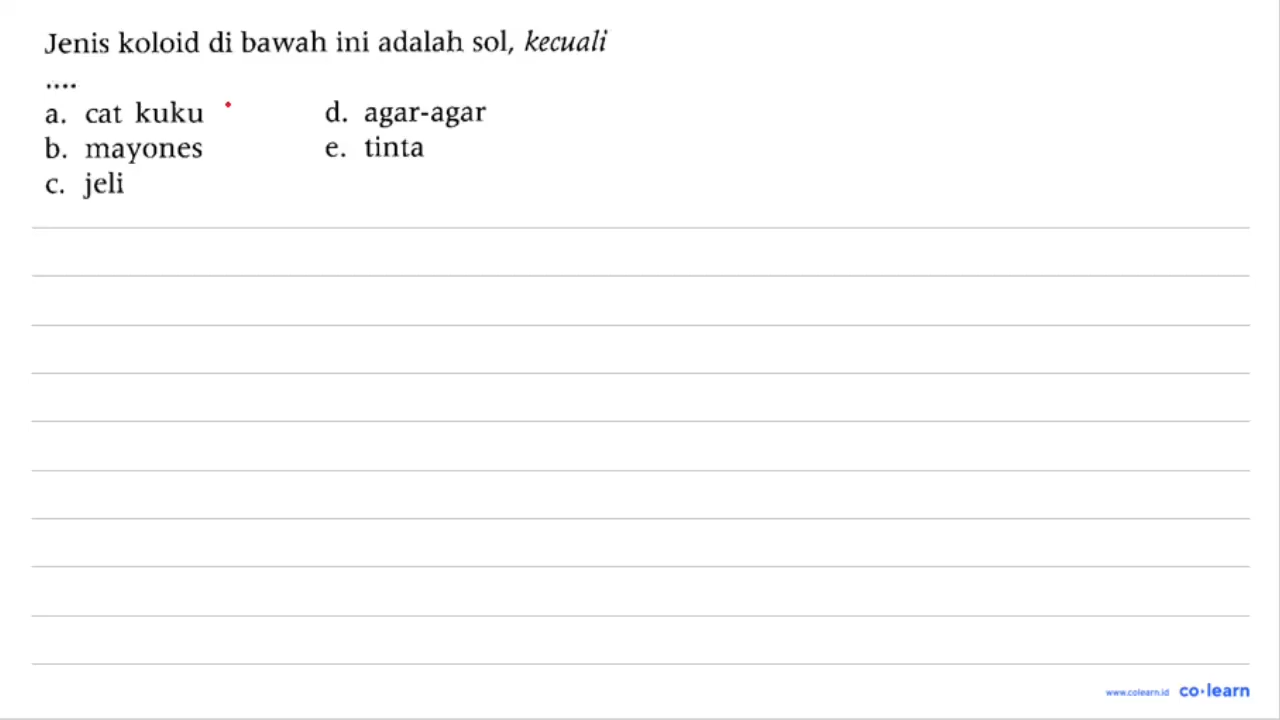 Jenis koloid di bawah ini adalah sol, kecuali
....
a. cat kuku
b. mayones
c. jeli
d. agar-agar
e. tinta
www.colearn.id co·learn